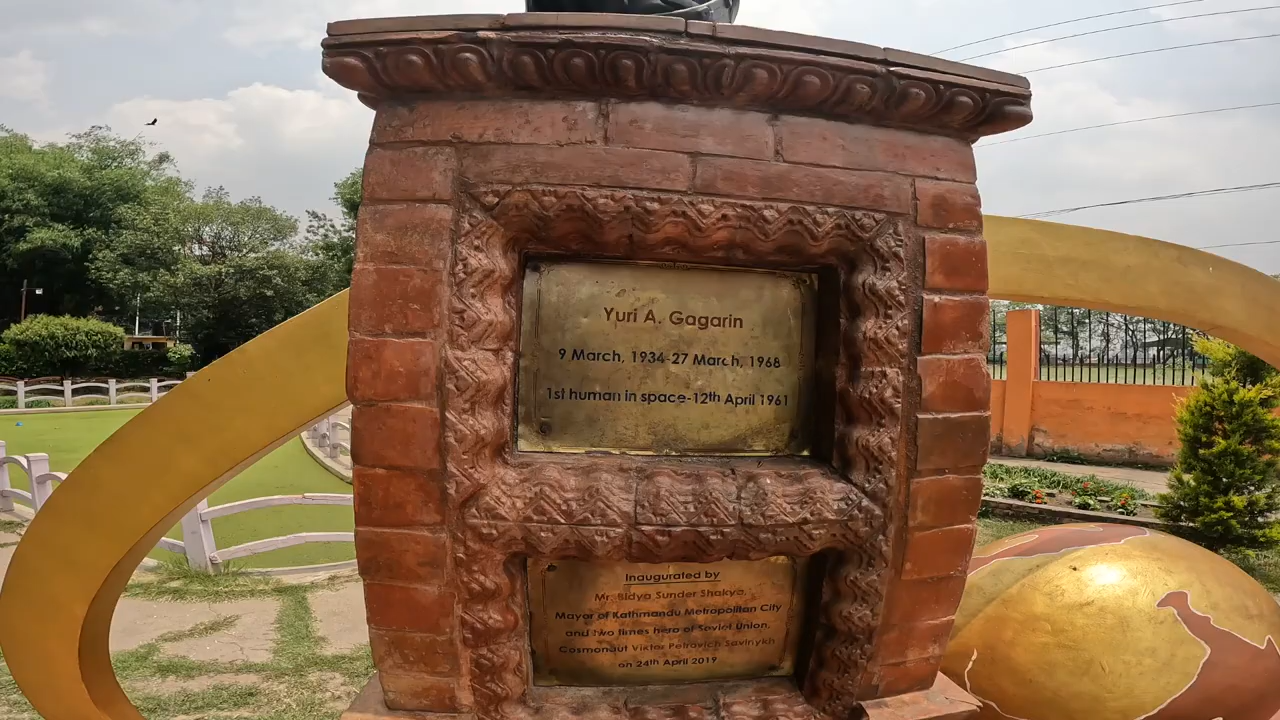 Yuri A. Gagarin
9 March, 1934-27 March, 1968
1st human in space-12th April 1961
Inaugurated by
Mr. Bidya Sunder Shakya,
Mayor of Kathmandu Metropolitan City
and two times hero of Soviet Union,
Cosmonaut Viktor Petrovich Savinykh
on 24th April 2019